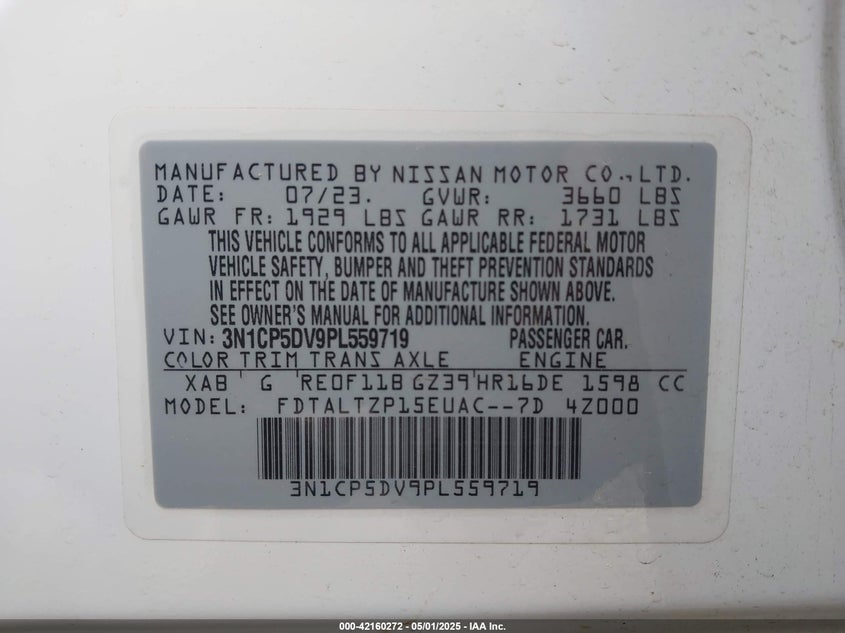 MANUFACTURED BY NISSAN MOTOR CO., LTD.
DATE: 07/23. GVWR: 3660 LBS
GAWR FR: 1929 LBS GAWR RR: 1731 LBS
THIS VEHICLE CONFORMS TO ALL APPLICABLE FEDERAL MOTOR
VEHICLE SAFETY, BUMPER AND THEFT PREVENTION STANDARDS
IN EFFECT ON THE DATE OF MANUFACTURE SHOWN ABOVE.
SEE OWNER'S MANUAL FOR ADDITIONAL INFORMATION.
VIN: 3N1CP5DV9PL559719 PASSENGER CAR.
COLOR TRIM TRANS AXLE ENGINE
XAB G RE0F11B GZ39 HR16DE 1598 CC
MODEL: FDTALTZP15EUAC--7D 4Z000
3N1CP5DV9PL559719
000-42160272 - 05/01/2025 - IAA Inc.